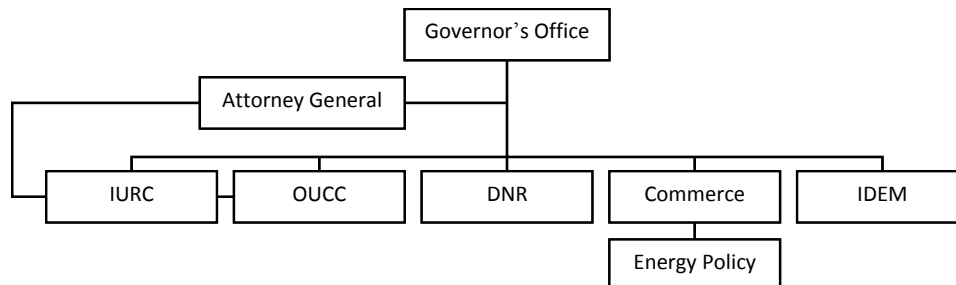 Governor’s Office
Attorney General
IURC
OUCC
DNR
Commerce
IDEM
Energy Policy